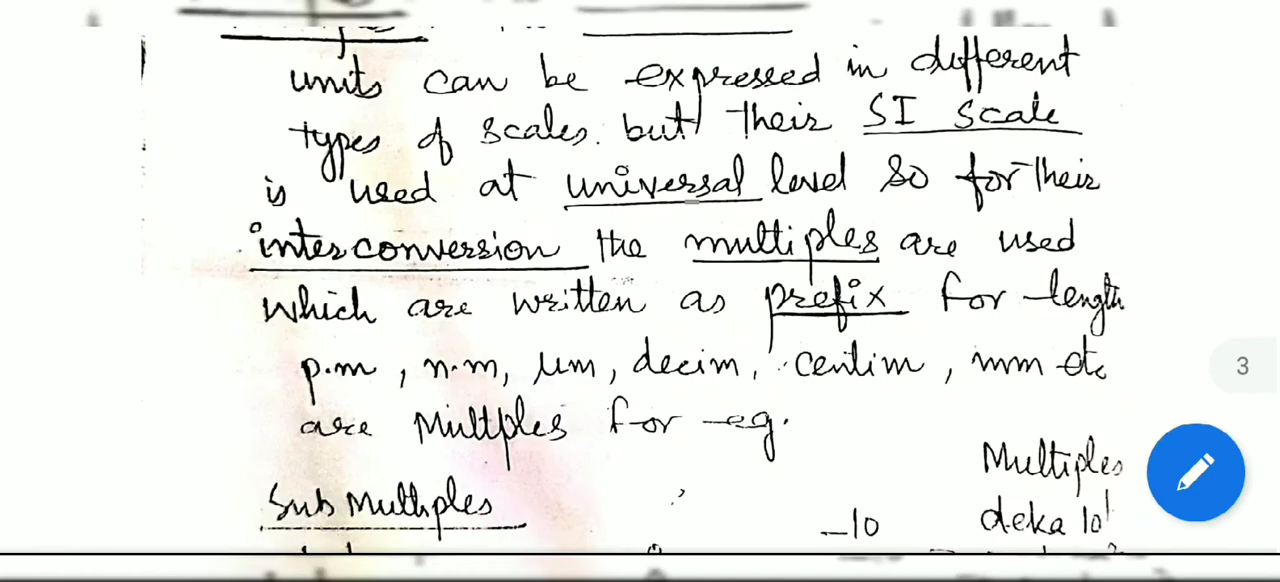 units can be expressed in different
types of scales. but their SI scale
is used at universal level so for their
interconversion the multiples are used
which are written as prefix for length
p.m, n.m, µm, decim, centim, mm etc
are Multples for eg.
Multiples
Sub Multiples
-10 deka 10¹
3